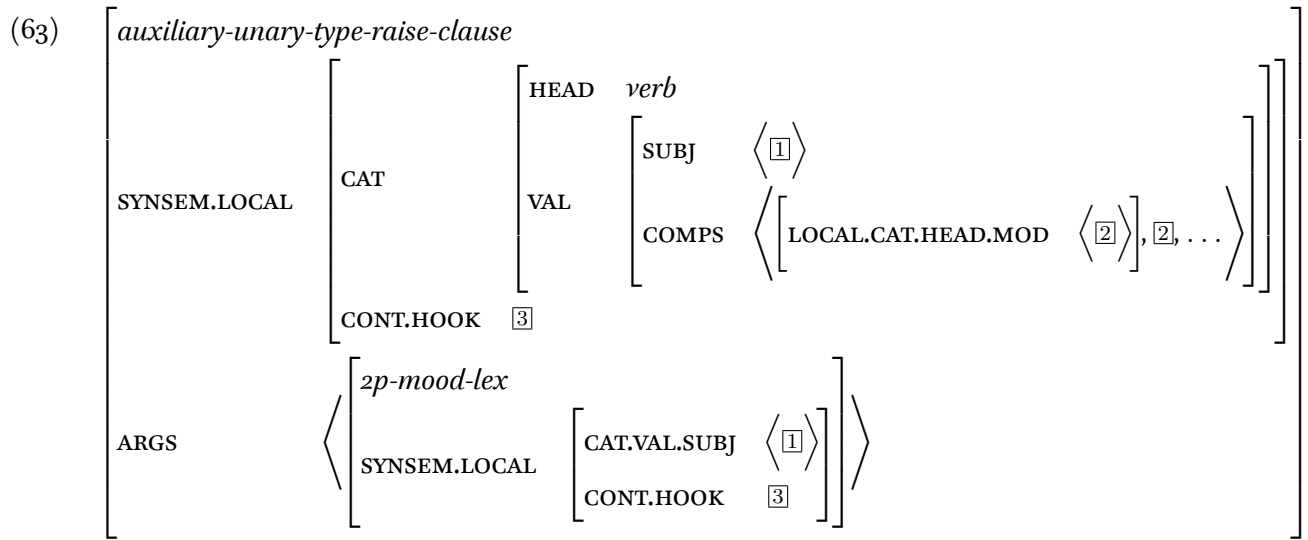 (63) auxiliary-unary-type-raise-clause
HEAD verb
SUBJ ⟨ 1 ⟩
CAT
SYNSEM.LOCAL VAL
COMPS ⟨ [ LOCAL.CAT.HEAD.MOD ⟨ 2 ⟩ ], 2, . . . ⟩
CONT.HOOK 3
2p-mood-lex
ARGS CAT.VAL.SUBJ ⟨ 1 ⟩
SYNSEM.LOCAL
CONT.HOOK 3